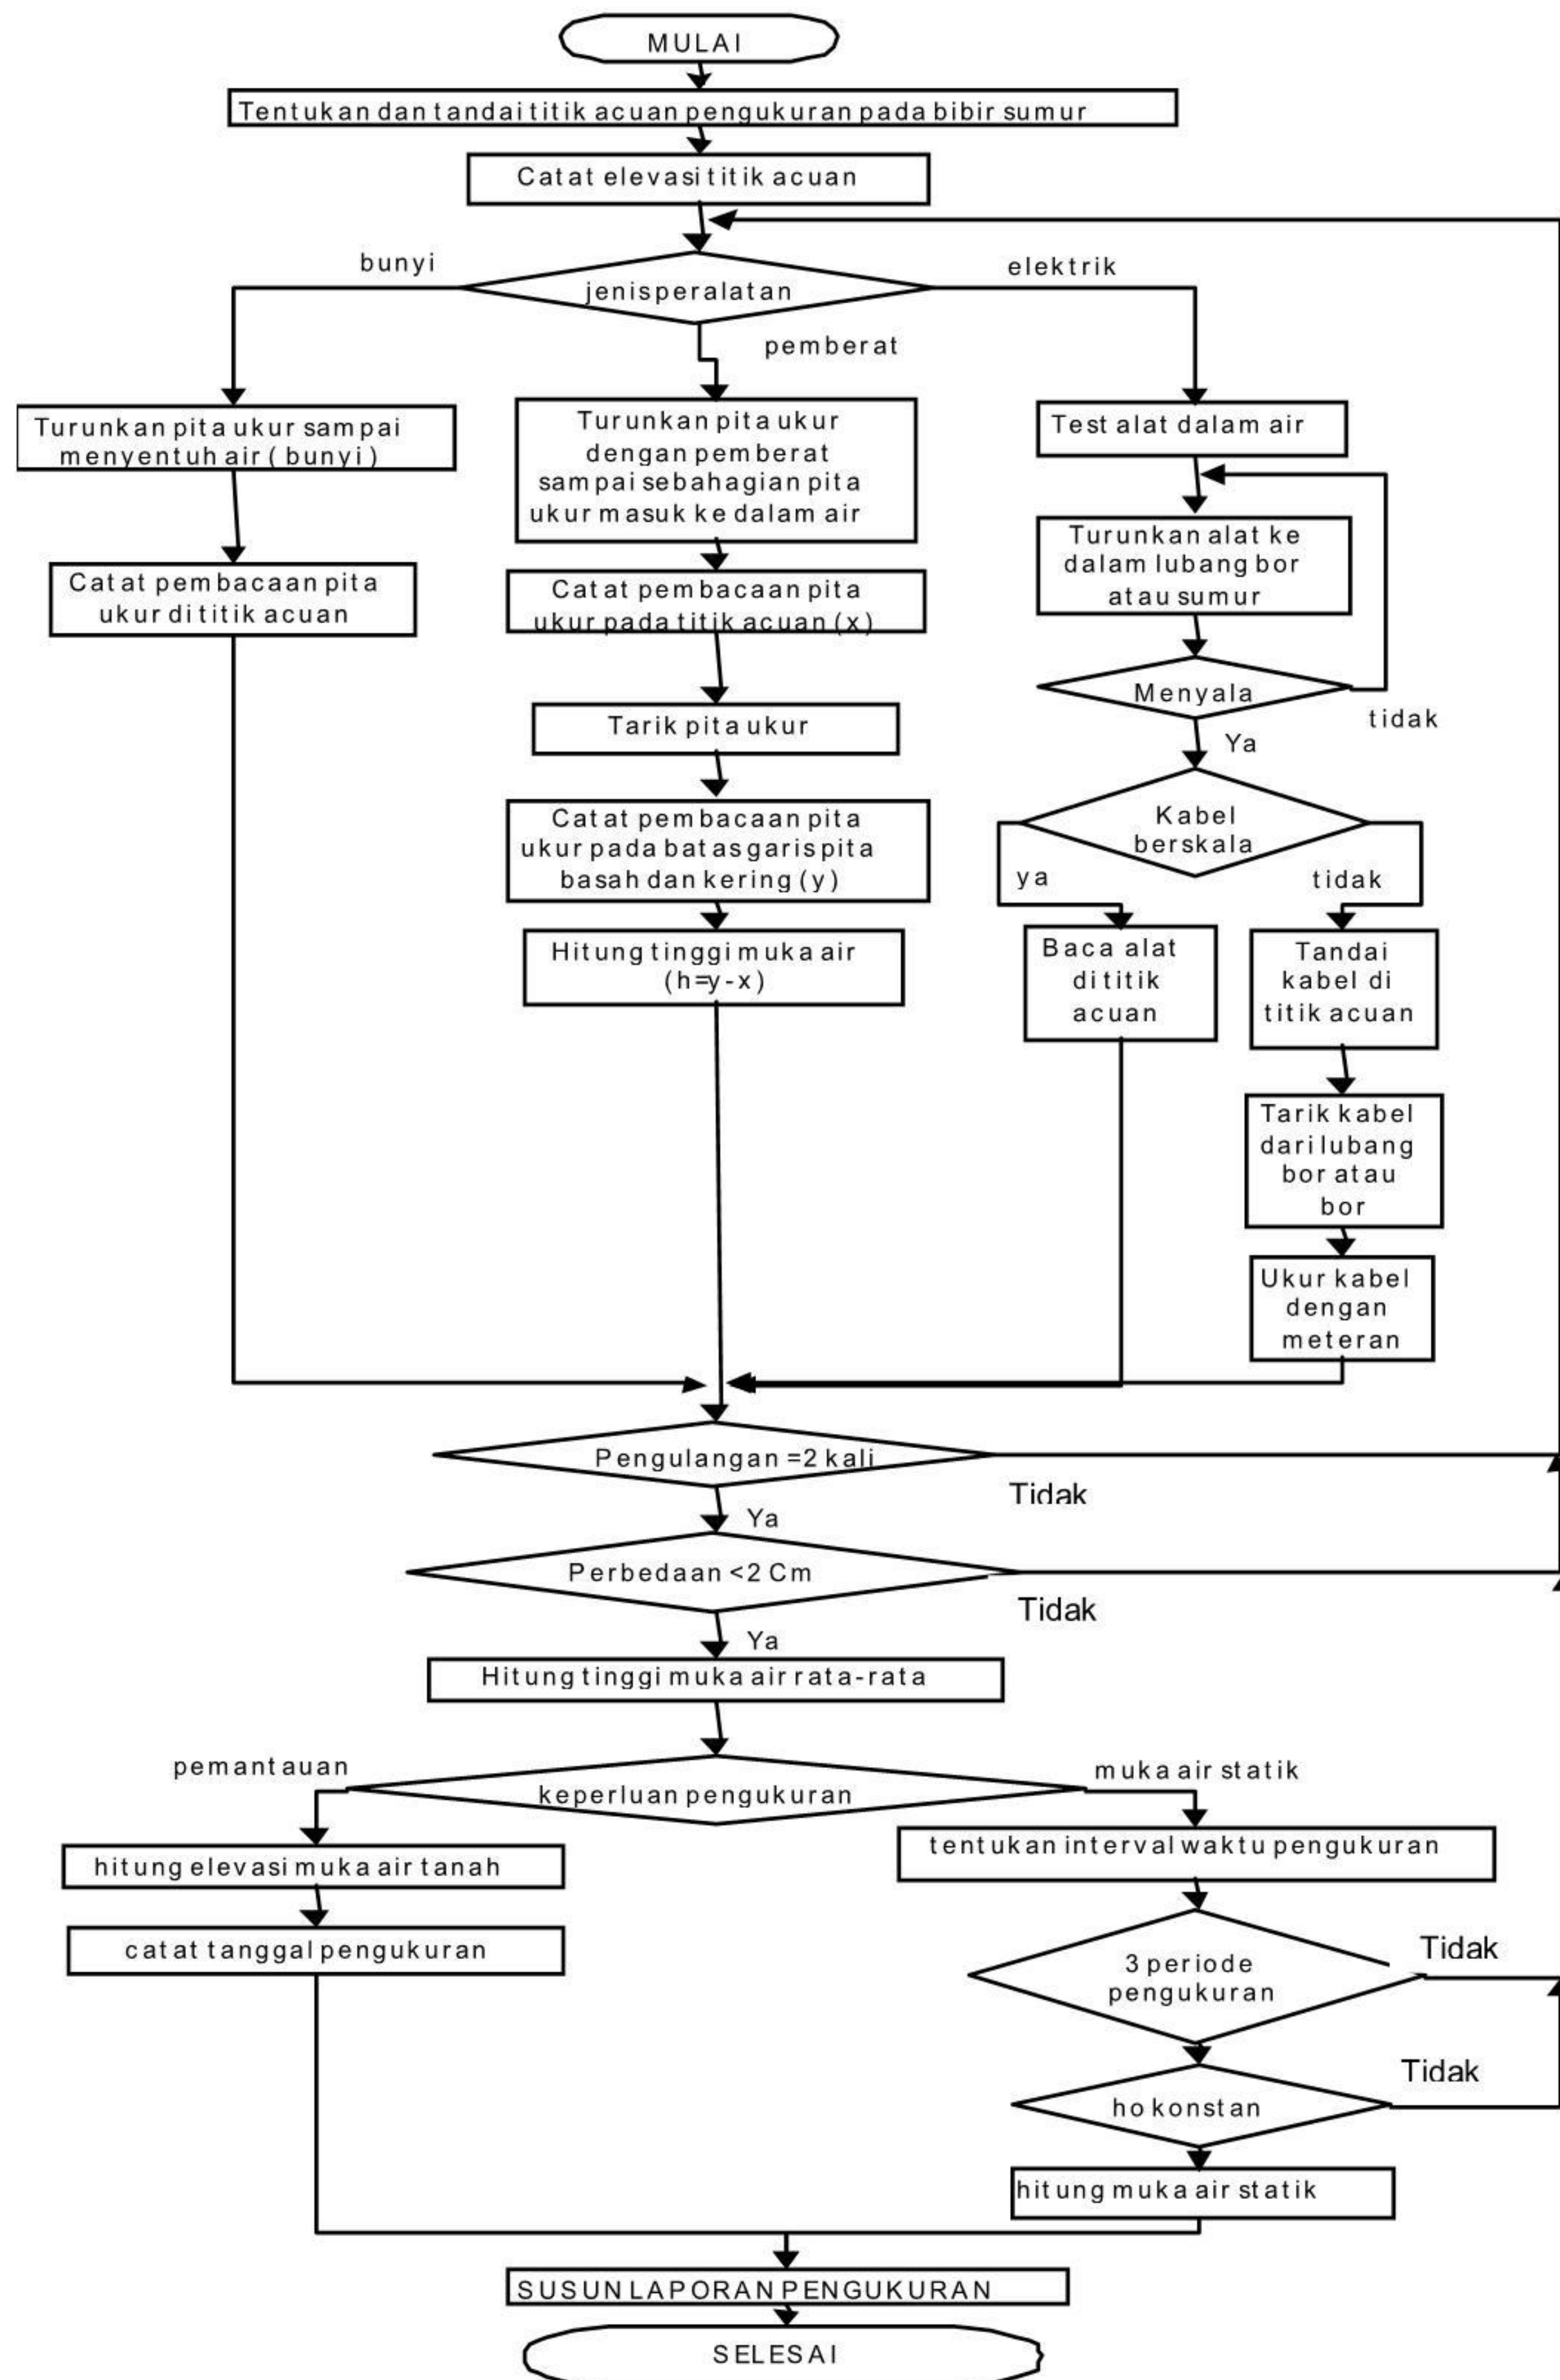 MULAI
Tentukan dan tandai titik acuan pengukuran pada bibir sumur
Catat elevasi titik acuan
bunyi
jenis peralatan
elektrik
pemberat
Turunkan pita ukur sampai
menyentuh air ( bunyi )
Catat pembacaan pita
ukur di titik acuan
Turunkan pita ukur
dengan pemberat
sampai sebahagian pita
ukur masuk ke dalam air
Catat pembacaan pita
ukur pada titik acuan (x)
Tarik pita ukur
Catat pembacaan pita
ukur pada batas garis pita
basah dan kering (y)
Hitung tinggi muka air
(h=y-x)
Test alat dalam air
Turunkan alat ke
dalam lubang bor
atau sumur
Menyala
tidak
Ya
Kabel
berskala
ya
tidak
Baca alat
di titik
acuan
Tandai
kabel di
titik acuan
Tarik kabel
dari lubang
bor atau
bor
Ukur kabel
dengan
meteran
Pengulangan =2 kali
Tidak
Ya
Perbedaan <2 Cm
Tidak
Ya
Hitung tinggi muka air rata-rata
pemantauan
keperluan pengukuran
muka air statik
hitung elevasi muka air tanah
catat tanggal pengukuran
tentukan interval waktu pengukuran
3 periode
pengukuran
Tidak
ho konstan
Tidak
hitung muka air statik
SUSUN LAPORAN PENGUKURAN
SELESAI